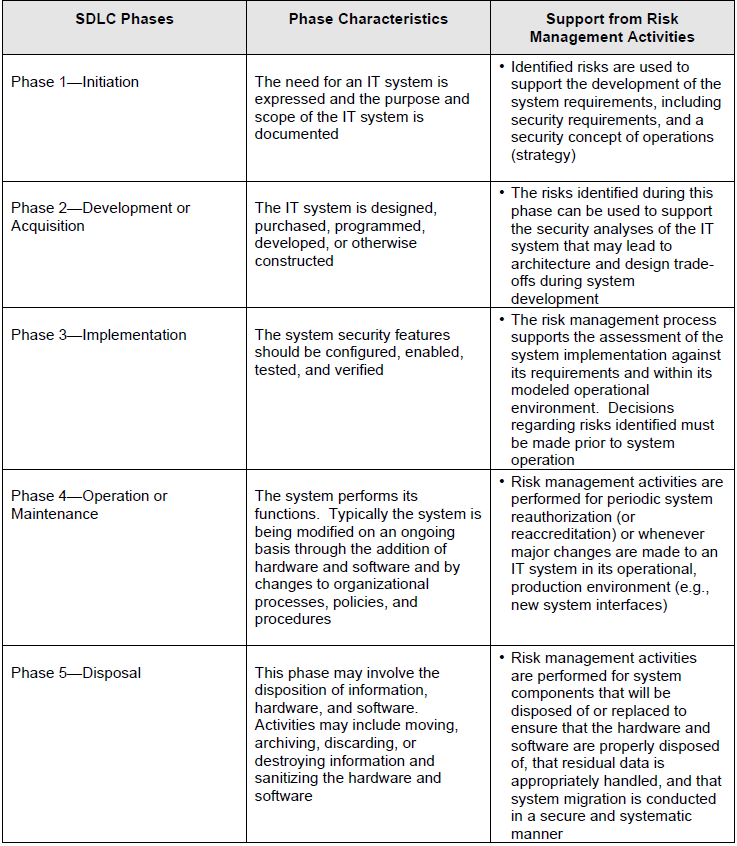 SDLC Phases
Phase Characteristics
Support from Risk
Management Activities
Phase 1—Initiation
The need for an IT system is
expressed and the purpose and
scope of the IT system is
documented
• Identified risks are used to
support the development of the
system requirements, including
security requirements, and a
security concept of operations
(strategy)
Phase 2—Development or
Acquisition
The IT system is designed,
purchased, programmed,
developed, or otherwise
constructed
• The risks identified during this
phase can be used to support
the security analyses of the IT
system that may lead to
architecture and design trade-
offs during system
development
Phase 3—Implementation
The system security features
should be configured, enabled,
tested, and verified
• The risk management process
supports the assessment of the
system implementation against
its requirements and within its
modeled operational
environment.  Decisions
regarding risks identified must
be made prior to system
operation
Phase 4—Operation or
Maintenance
The system performs its
functions.  Typically the system is
being modified on an ongoing
basis through the addition of
hardware and software and by
changes to organizational
processes, policies, and
procedures
• Risk management activities are
performed for periodic system
reauthorization (or
reaccreditation) or whenever
major changes are made to an
IT system in its operational,
production environment (e.g.,
new system interfaces)
Phase 5—Disposal
This phase may involve the
disposition of information,
hardware, and software.
Activities may include moving,
archiving, discarding, or
destroying information and
sanitizing the hardware and
software
• Risk management activities
are performed for system
components that will be
disposed of or replaced to
ensure that the hardware and
software are properly disposed
of, that residual data is
appropriately handled, and that
system migration is conducted
in a secure and systematic
manner